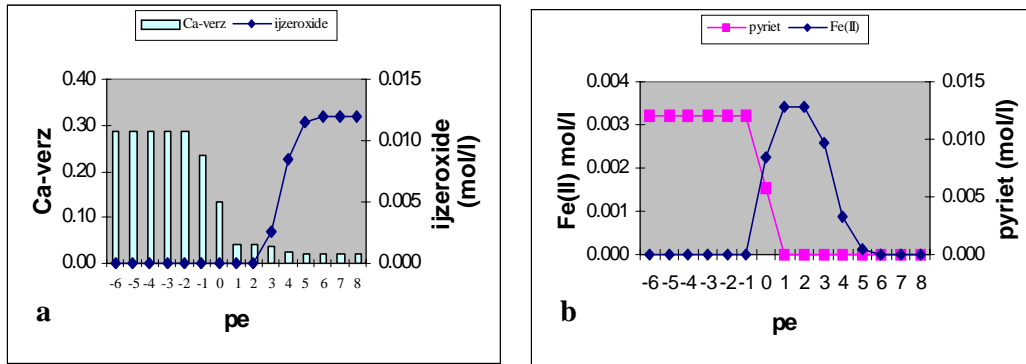 Ca-verz ijzeroxide
0.40
0.30
0.20
0.10
0.00
Ca-verz
0.015
0.010
0.005
0.000
ijzeroxide
(mol/l)
-6 -5 -4 -3 -2 -1 0 1 2 3 4 5 6 7 8
a
pe
pyriet Fe(II)
0.004
0.003
0.002
0.001
0.000
Fe(II) mol/l
0.015
0.010
0.005
0.000
pyriet (mol/l)
-6 -5 -4 -3 -2 -1 0 1 2 3 4 5 6 7 8
b
pe